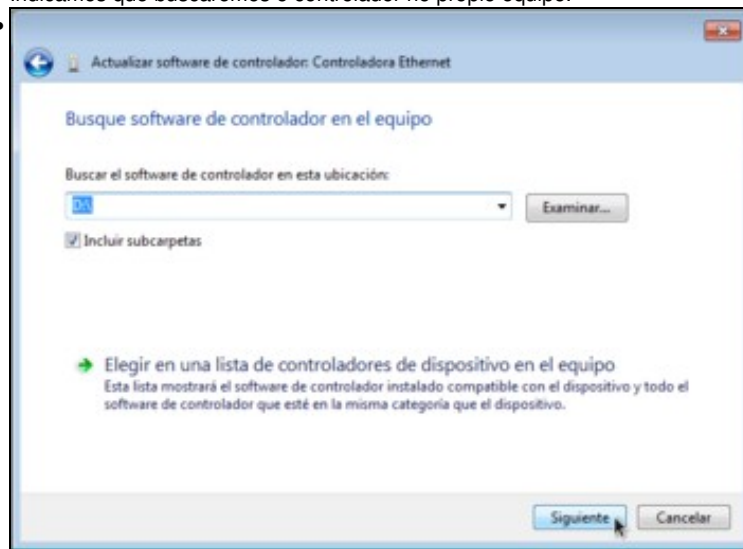 Indicamos que buscaremos o controlador no propio equipo.
Actualizar software de controlador: Controladora Ethernet
Busque software de controlador en el equipo
Buscar el software de controlador en esta ubicación:
D:\
Examinar...
Incluir subcarpetas
Elegir en una lista de controladores de dispositivo en el equipo
Esta lista mostrará el software de controlador instalado compatible con el dispositivo y todo el
software de controlador que esté en la misma categoría que el dispositivo.
Siguiente
Cancelar